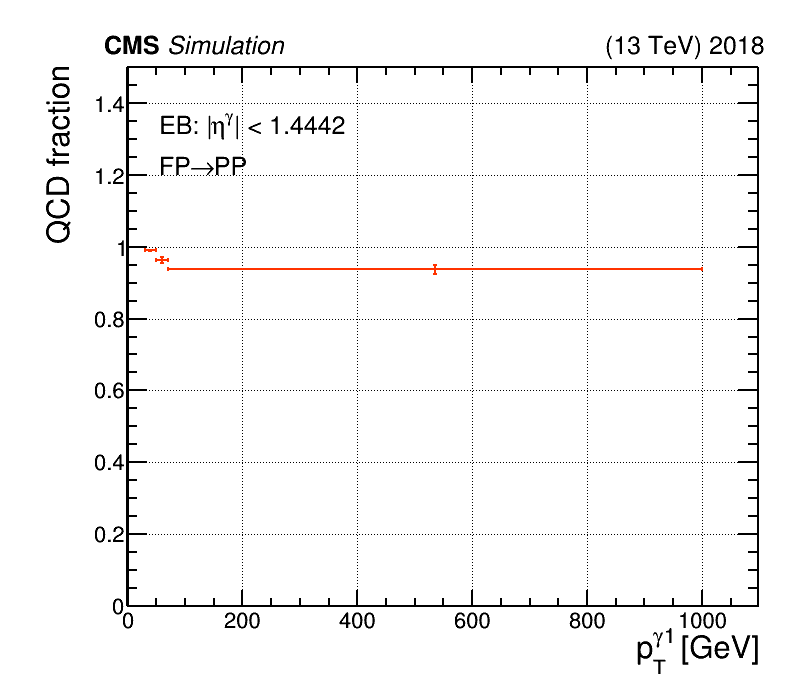 CMS Simulation (13 TeV) 2018
QCD fraction
EB: |η^γ| < 1.4442
FP→PP
1.4
1.2
1
0.8
0.6
0.4
0.2
0
0 200 400 600 800 1000
p_T^γ1 [GeV]